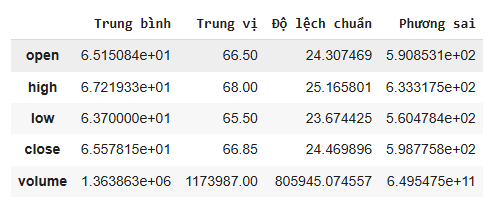 Trung bình Trung vị Độ lệch chuẩn Phương sai
open 6.515084e+01 66.50 24.307469 5.908531e+02
high 6.721933e+01 68.00 25.165801 6.333175e+02
low 6.370000e+01 65.50 23.674425 5.604784e+02
close 6.557815e+01 66.85 24.469896 5.987758e+02
volume 1.363863e+06 1173987.00 805945.074557 6.495475e+11